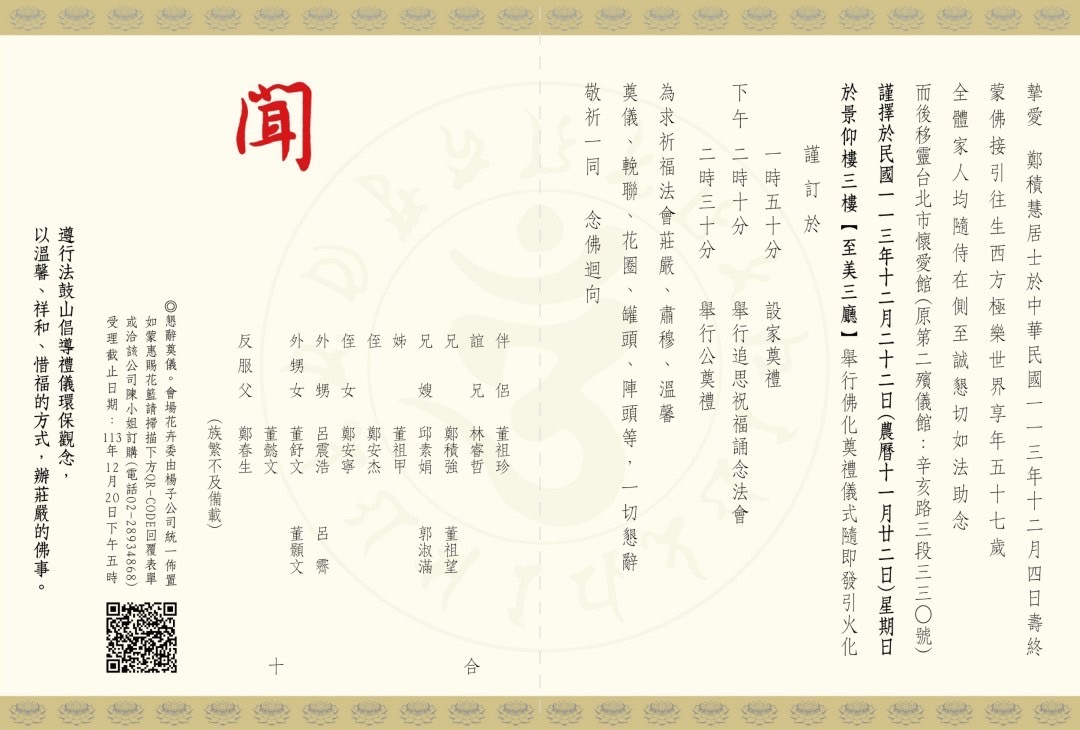 摯愛　鄭積慧居士於中華民國一一三年十二月四日壽終
蒙佛接引往生西方極樂世界享年五十七歲
全體家人均隨侍在側至誠懇切如法助念
而後移靈台北市懷愛館(原第二殯儀館：辛亥路三段三三〇號)
謹擇於民國一一三年十二月二十二日(農曆十一月廿二日)星期日
於景仰樓三樓【至美三廳】舉行佛化奠禮儀式隨即發引火化
謹訂於
一時五十分　設家奠禮
下午　二時十分　舉行追思祝福誦念法會
二時三十分　舉行公奠禮
為求祈福法會莊嚴、肅穆、溫馨
奠儀、輓聯、花圈、罐頭、陣頭等，一切懇辭
敬祈一同　念佛迴向
聞
伴侶　董祖珍
誼兄　林睿哲
兄　鄭積強　董祖望
兄嫂　邱素娟　郭淑滿
姊　董祖甲
侄　鄭安杰
侄女　鄭安寧
外甥　呂震浩　呂霽
外甥女　董舒文　董顥文
董懿文
反服父　鄭春生
(族繁不及備載)
合十
◎懇辭奠儀。會場花卉委由楊子公司統一佈置
如蒙惠賜花籃請掃描下方QR-CODE回覆表單
或洽該公司陳小姐訂購(電話02-28934868)
受理截止日期：113年12月20日下午五時
遵行法鼓山倡導禮儀環保觀念，
以溫馨、祥和、惜福的方式，辦莊嚴的佛事。